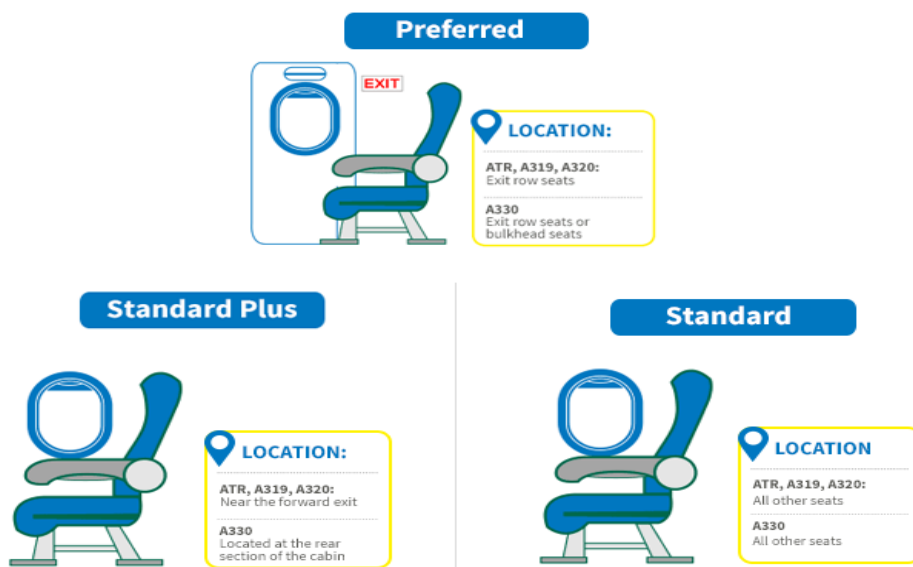 Preferred
EXIT
LOCATION:
ATR, A319, A320:
Exit row seats
A330
Exit row seats or
bulkhead seats
Standard Plus
LOCATION:
ATR, A319, A320:
Near the forward exit
A330
Located at the rear
section of the cabin
Standard
LOCATION
ATR, A319, A320:
All other seats
A330
All other seats